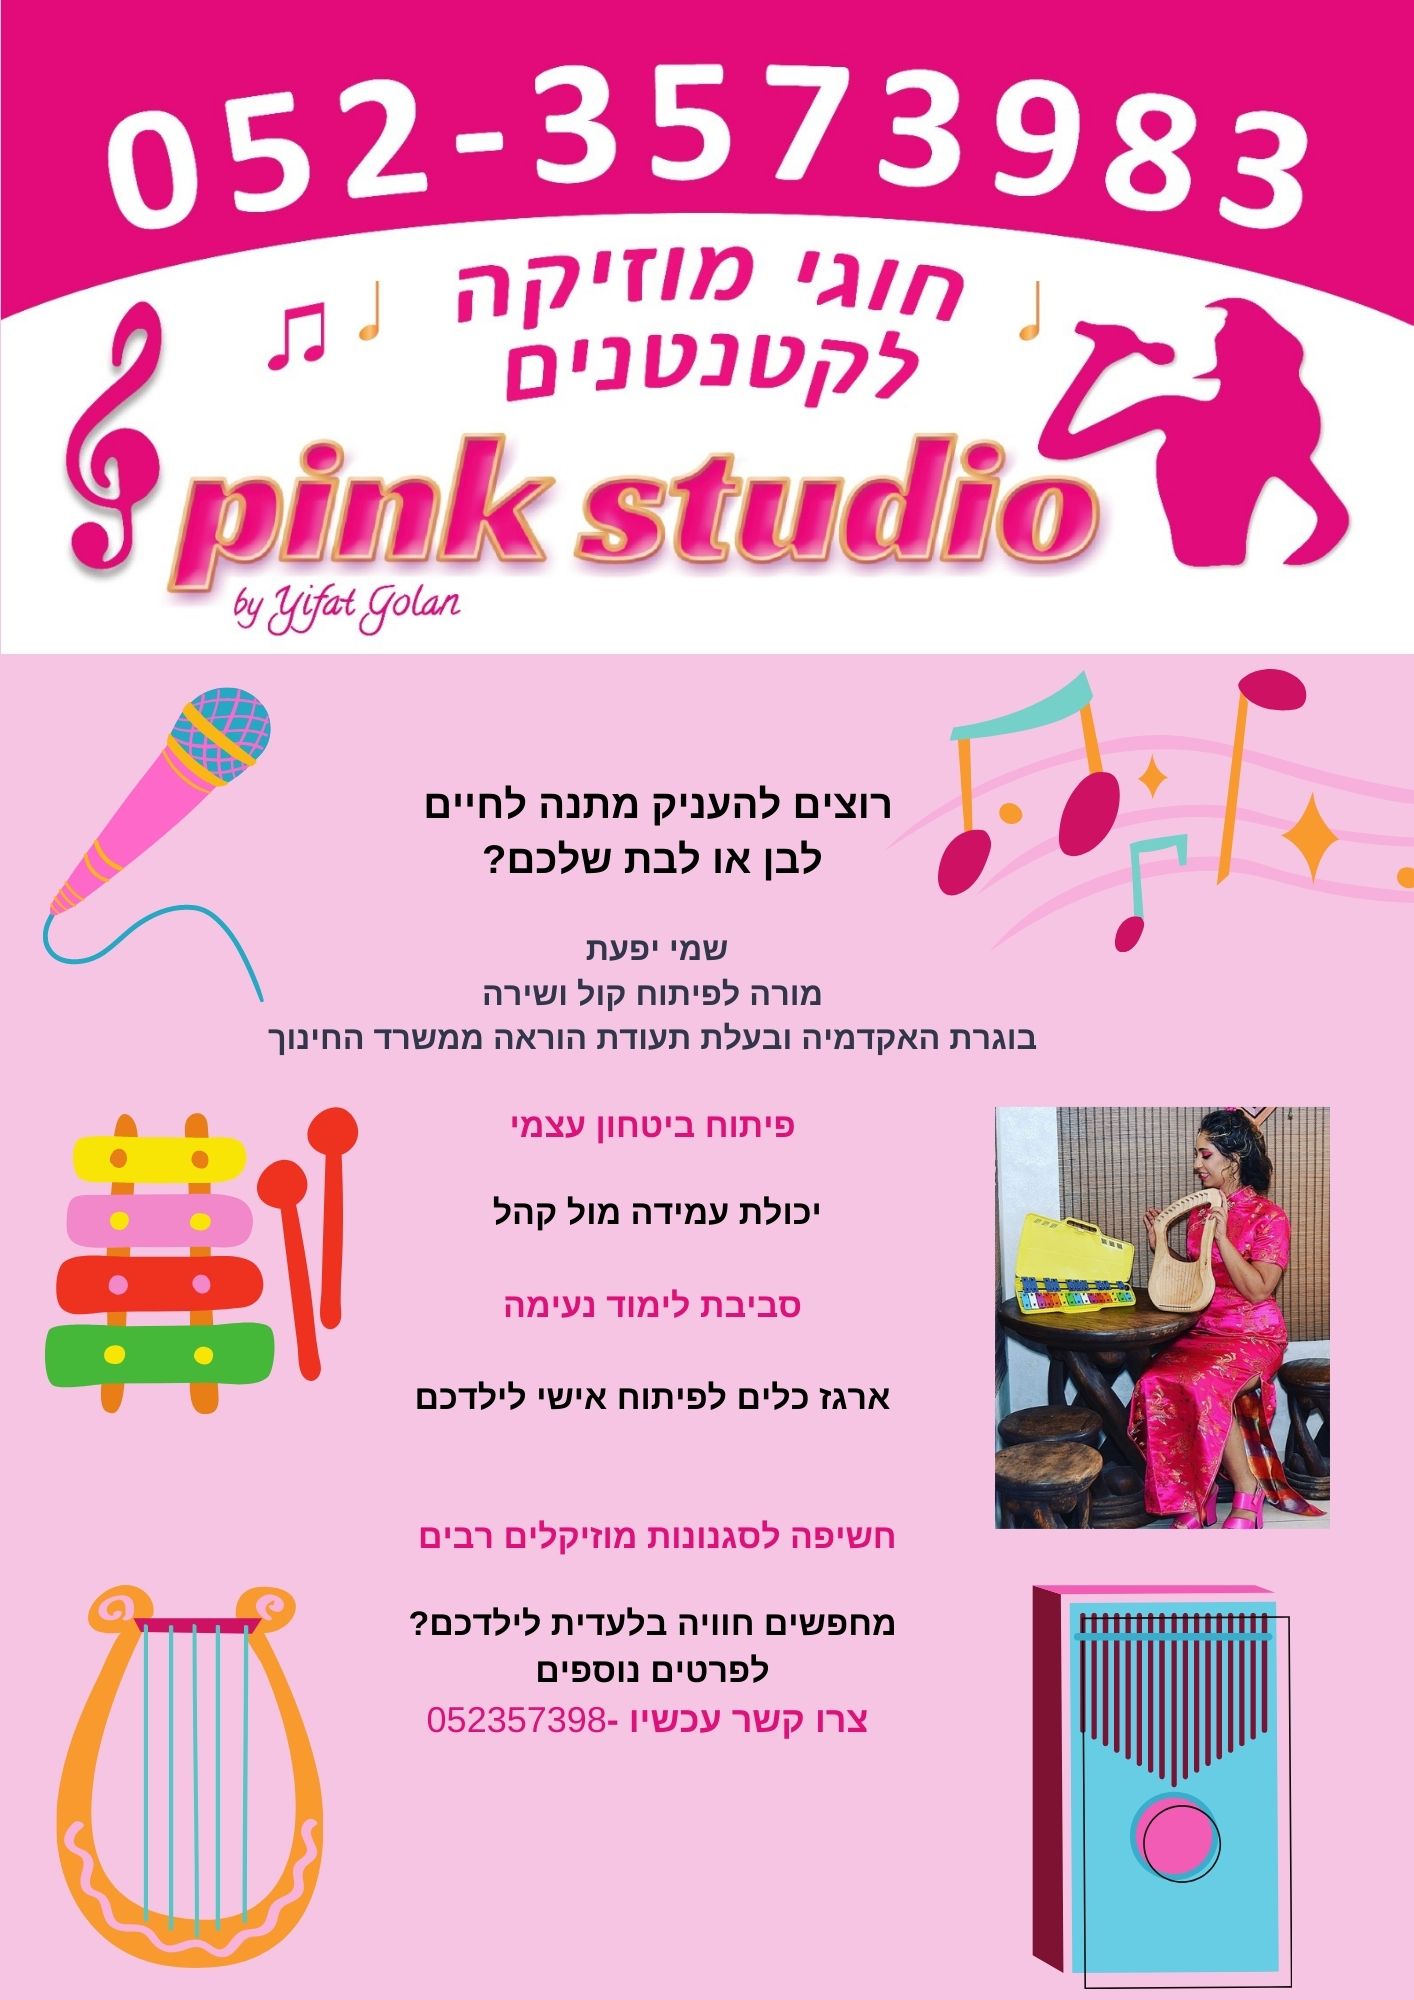 052-3573983
חוגי מוזיקה
לקטנטנים
pink studio
by Yifat Golan
רוצים להעניק מתנה לחיים
לבן או לבת שלכם?
שמי יפעת
מורה לפיתוח קול ושירה
בוגרת האקדמיה ובעלת תעודת הוראה ממשרד החינוך
פיתוח ביטחון עצמי
יכולת עמידה מול קהל
סביבת לימוד נעימה
ארגז כלים לפיתוח אישי לילדכם
חשיפה לסגנונות מוזיקלים רבים
מחפשים חוויה בלעדית לילדכם?
לפרטים נוספים
צרו קשר עכשיו -052357398